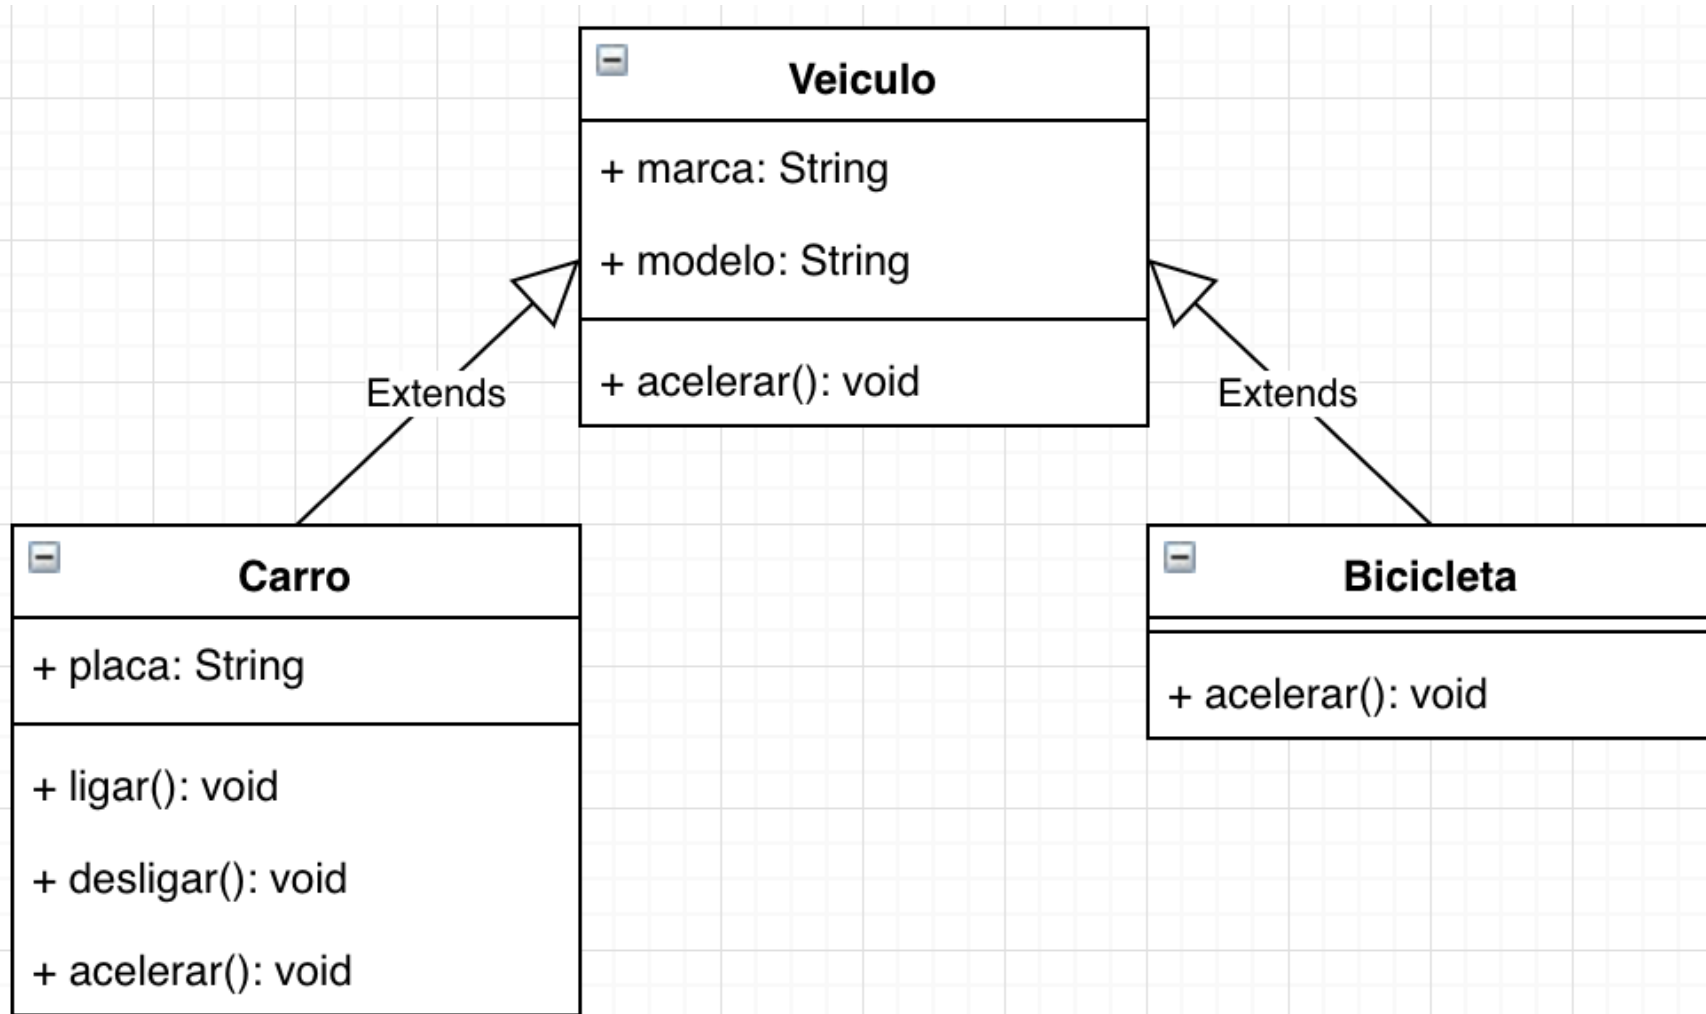 Veiculo
+ marca: String
+ modelo: String
+ acelerar(): void
Extends
Extends
Carro
+ placa: String
+ ligar(): void
+ desligar(): void
+ acelerar(): void
Bicicleta
+ acelerar(): void